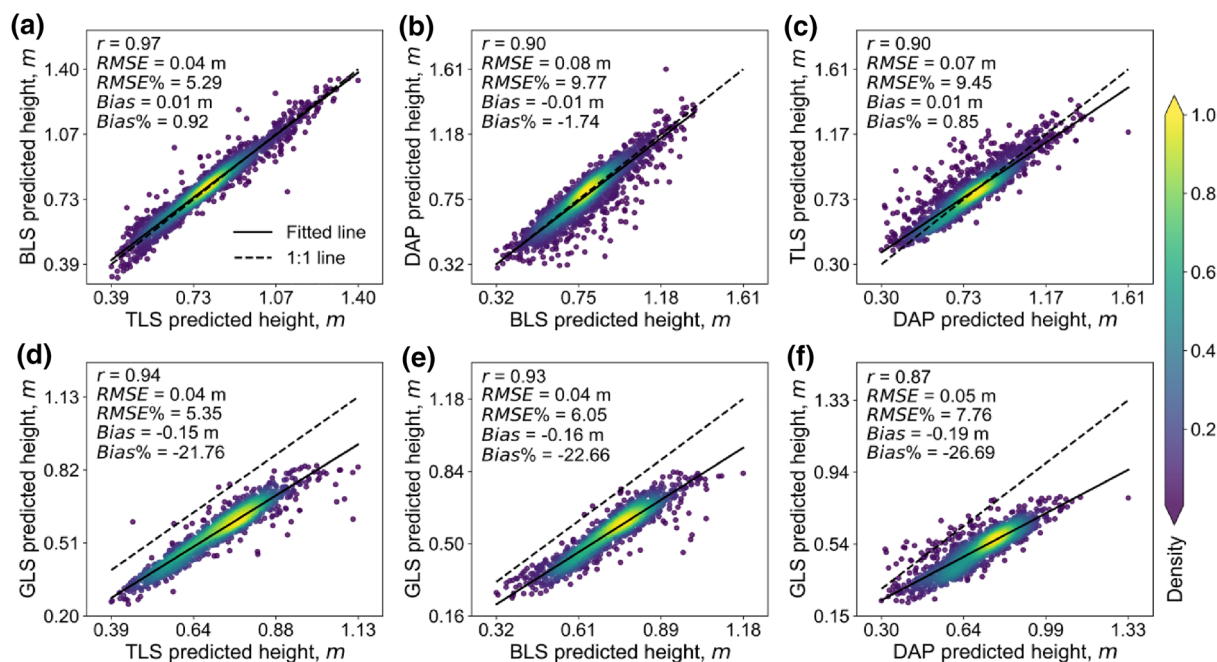 (a)
r = 0.97
RMSE = 0.04 m
RMSE% = 5.29
Bias = 0.01 m
Bias% = 0.92
1.40
1.07
0.73
0.39
BLS predicted height, m
Fitted line
1:1 line
0.39 0.73 1.07 1.40
TLS predicted height, m
(b)
r = 0.90
RMSE = 0.08 m
RMSE% = 9.77
Bias = -0.01 m
Bias% = -1.74
1.61
1.18
0.75
0.32
DAP predicted height, m
0.32 0.75 1.18 1.61
BLS predicted height, m
(c)
r = 0.90
RMSE = 0.07 m
RMSE% = 9.45
Bias = 0.01 m
Bias% = 0.85
1.61
1.17
0.73
0.30
TLS predicted height, m
0.30 0.73 1.17 1.61
DAP predicted height, m
(d)
r = 0.94
RMSE = 0.04 m
RMSE% = 5.35
Bias = -0.15 m
Bias% = -21.76
1.13
0.82
0.51
0.20
GLS predicted height, m
0.39 0.64 0.88 1.13
TLS predicted height, m
(e)
r = 0.93
RMSE = 0.04 m
RMSE% = 6.05
Bias = -0.16 m
Bias% = -22.66
1.18
0.84
0.50
0.16
GLS predicted height, m
0.32 0.61 0.89 1.18
BLS predicted height, m
(f)
r = 0.87
RMSE = 0.05 m
RMSE% = 7.76
Bias = -0.19 m
Bias% = -26.69
1.33
0.94
0.54
0.15
GLS predicted height, m
0.30 0.64 0.99 1.33
DAP predicted height, m
1.0
0.8
0.6
0.4
0.2
Density